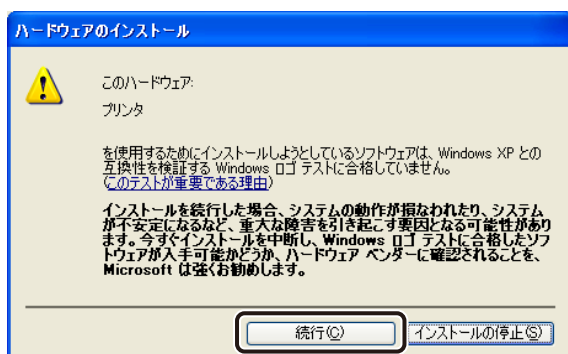 ハードウェアのインストール
このハードウェア:
プリンタ
を使用するためにインストールしようとしているソフトウェアは、Windows XP との
互換性を検証する Windows ロゴ テストに合格していません。
(このテストが重要である理由)
インストールを続行した場合、システムの動作が損なわれたり、システム
が不安定になるなど、重大な障害を引き起こす要因となる可能性があり
ます。今すぐインストールを中断し、Windows ロゴ テストに合格したソフ
トウェアが入手可能かどうか、ハードウェア ベンダーに確認されることを、
Microsoft は強くお勧めします。
続行(C)
インストールの停止(S)